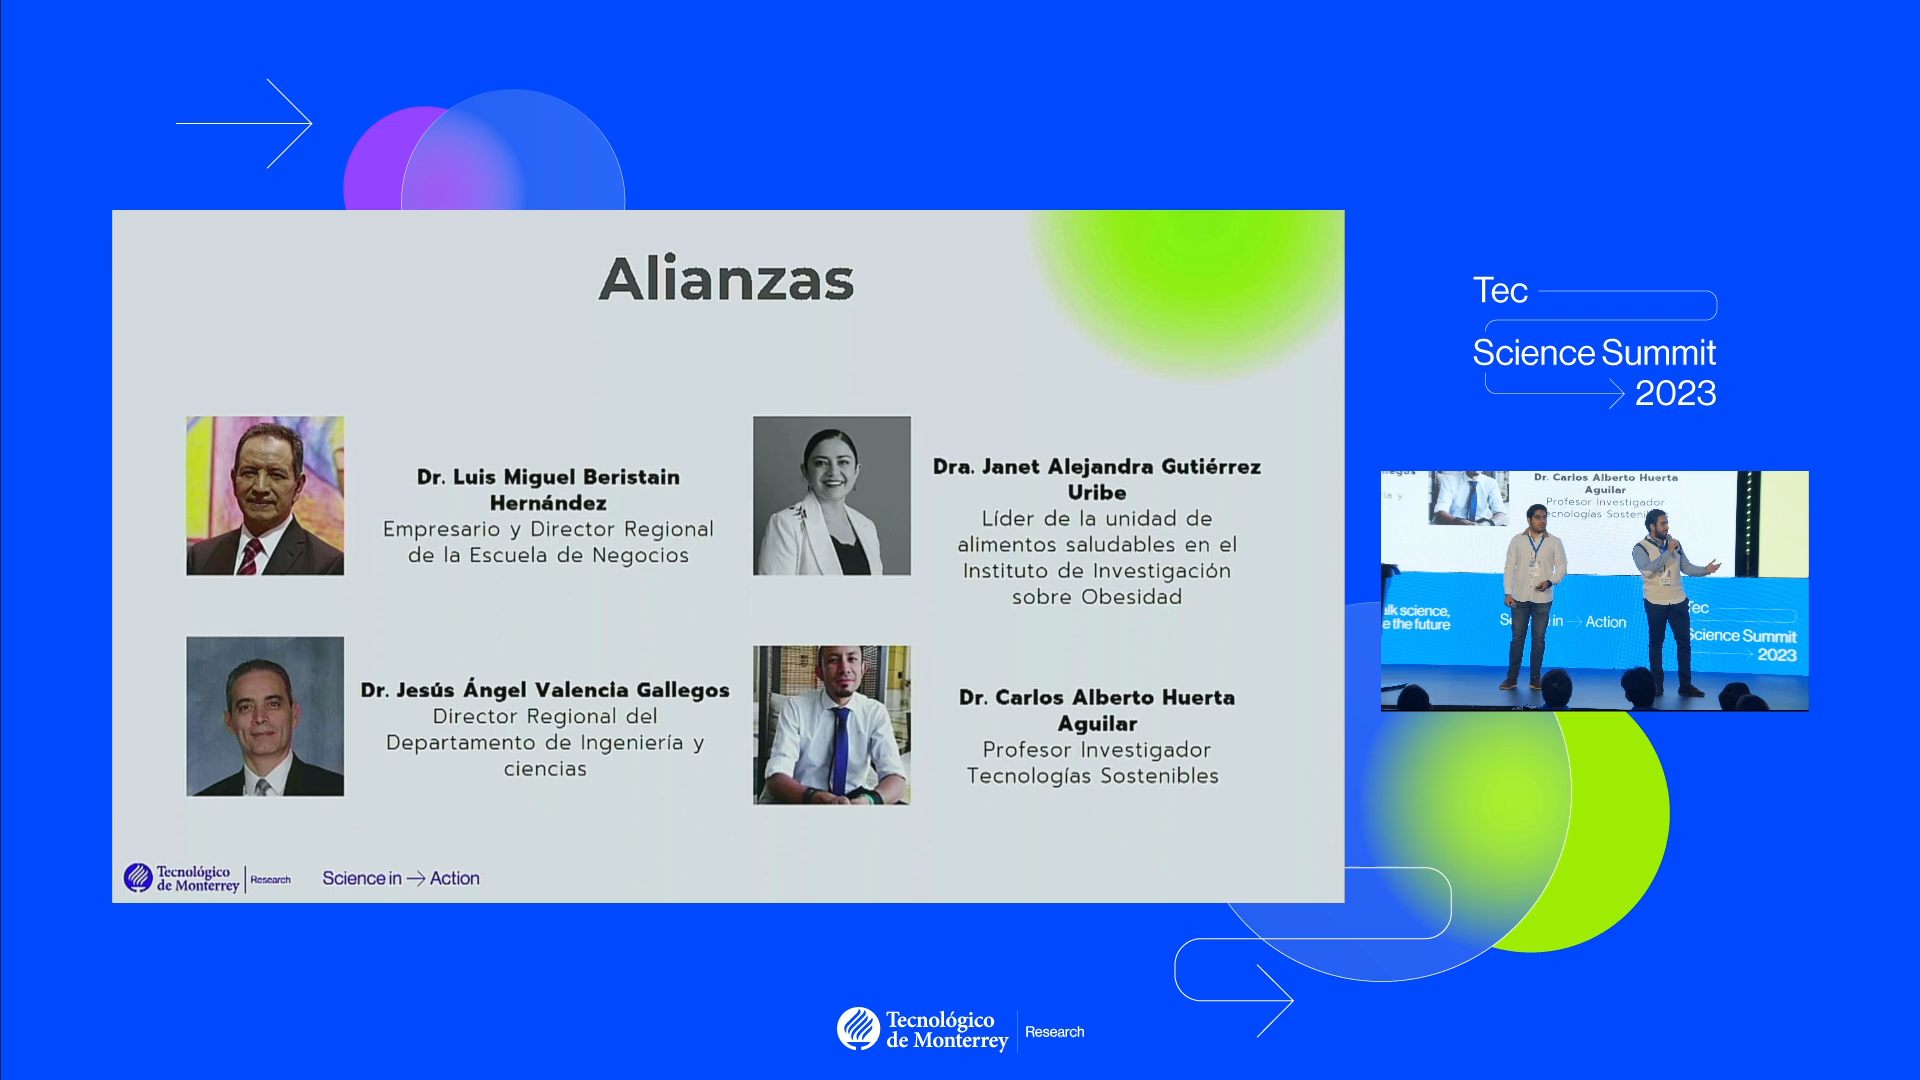 Alianzas
Dr. Luis Miguel Beristain
Hernández
Empresario y Director Regional
de la Escuela de Negocios
Dra. Janet Alejandra Gutiérrez
Uribe
Líder de la unidad de
alimentos saludables en el
Instituto de Investigación
sobre Obesidad
Dr. Jesús Ángel Valencia Gallegos
Director Regional del
Departamento de Ingeniería y
ciencias
Dr. Carlos Alberto Huerta
Aguilar
Profesor Investigador
Tecnologías Sostenibles
Tecnológico
de Monterrey
Research
Science in → Action
Tec
Science Summit
2023
Dr. Carlos Alberto Huerta
Aguilar
Profesor Investigador
science,
the future
in → Action
Science Summit
2023
Tecnológico
de Monterrey
Research